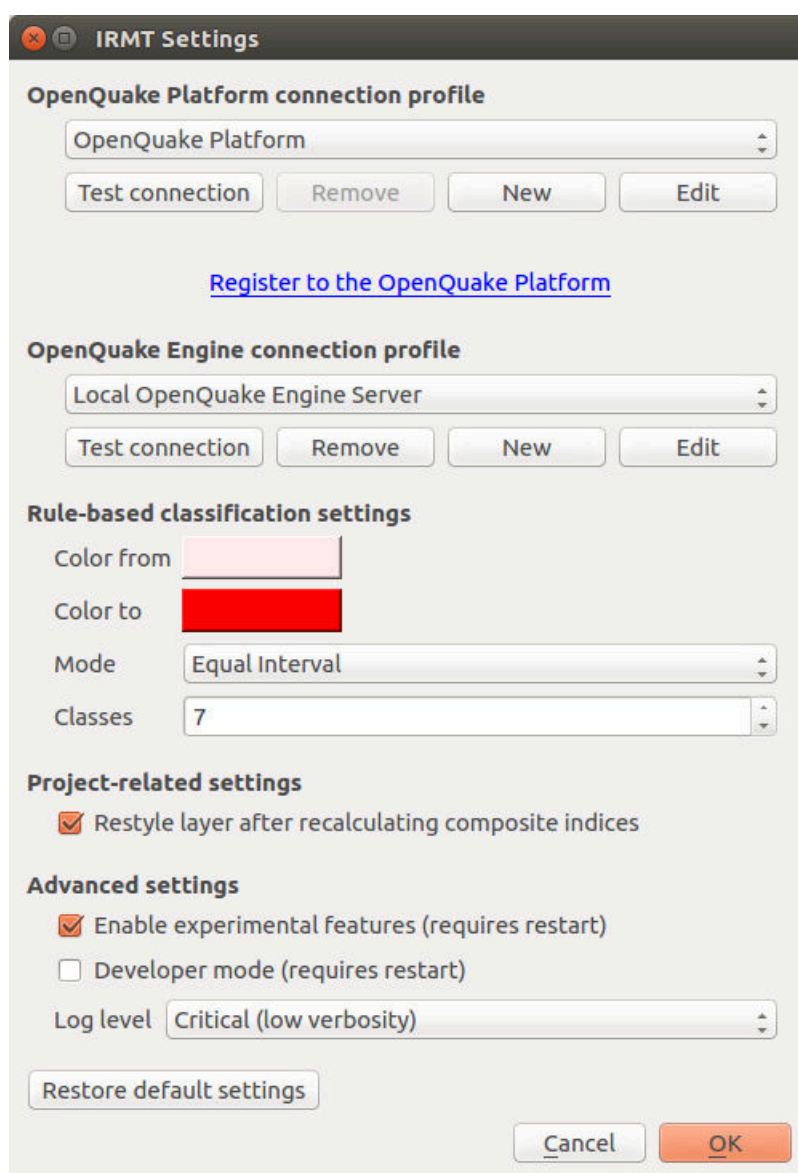 IRMT Settings
OpenQuake Platform connection profile
OpenQuake Platform
Test connection Remove New Edit
Register to the OpenQuake Platform
OpenQuake Engine connection profile
Local OpenQuake Engine Server
Test connection Remove New Edit
Rule-based classification settings
Color from
Color to
Mode Equal Interval
Classes 7
Project-related settings
Restyle layer after recalculating composite indices
Advanced settings
Enable experimental features (requires restart)
Developer mode (requires restart)
Log level Critical (low verbosity)
Restore default settings
Cancel OK